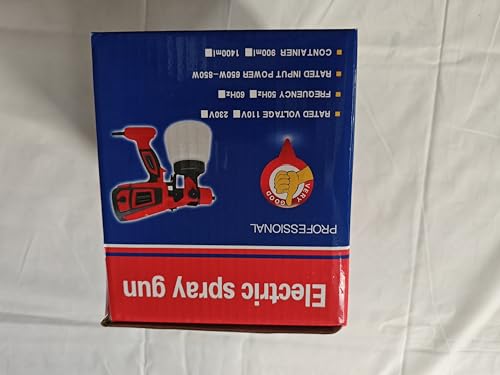 Electric spray gun
PROFESSIONAL
VERY GOOD
RATED VOLTAGE 110V 230V
FREQUENCY 50Hz 60Hz
RATED INPUT POWER 650W-850W
CONTAINER 900ml 1400ml